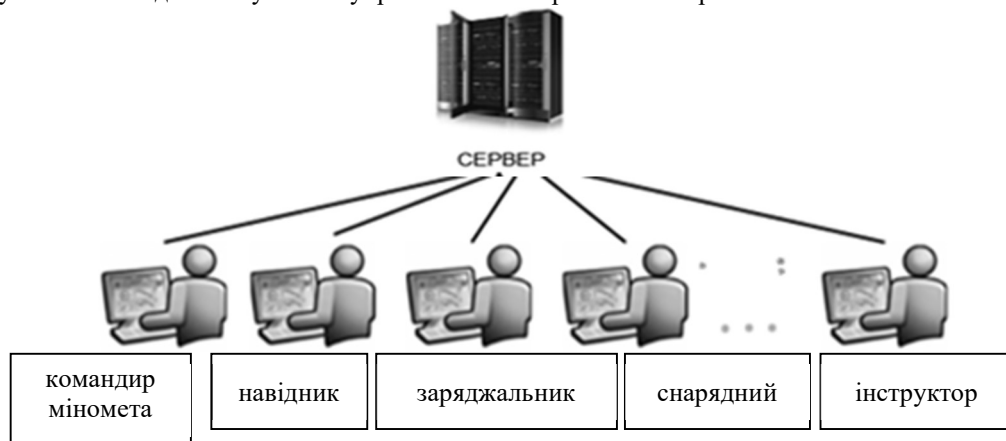 СЕРВЕР
командир
міномета
навідник
заряджальник
снарядний
інструктор